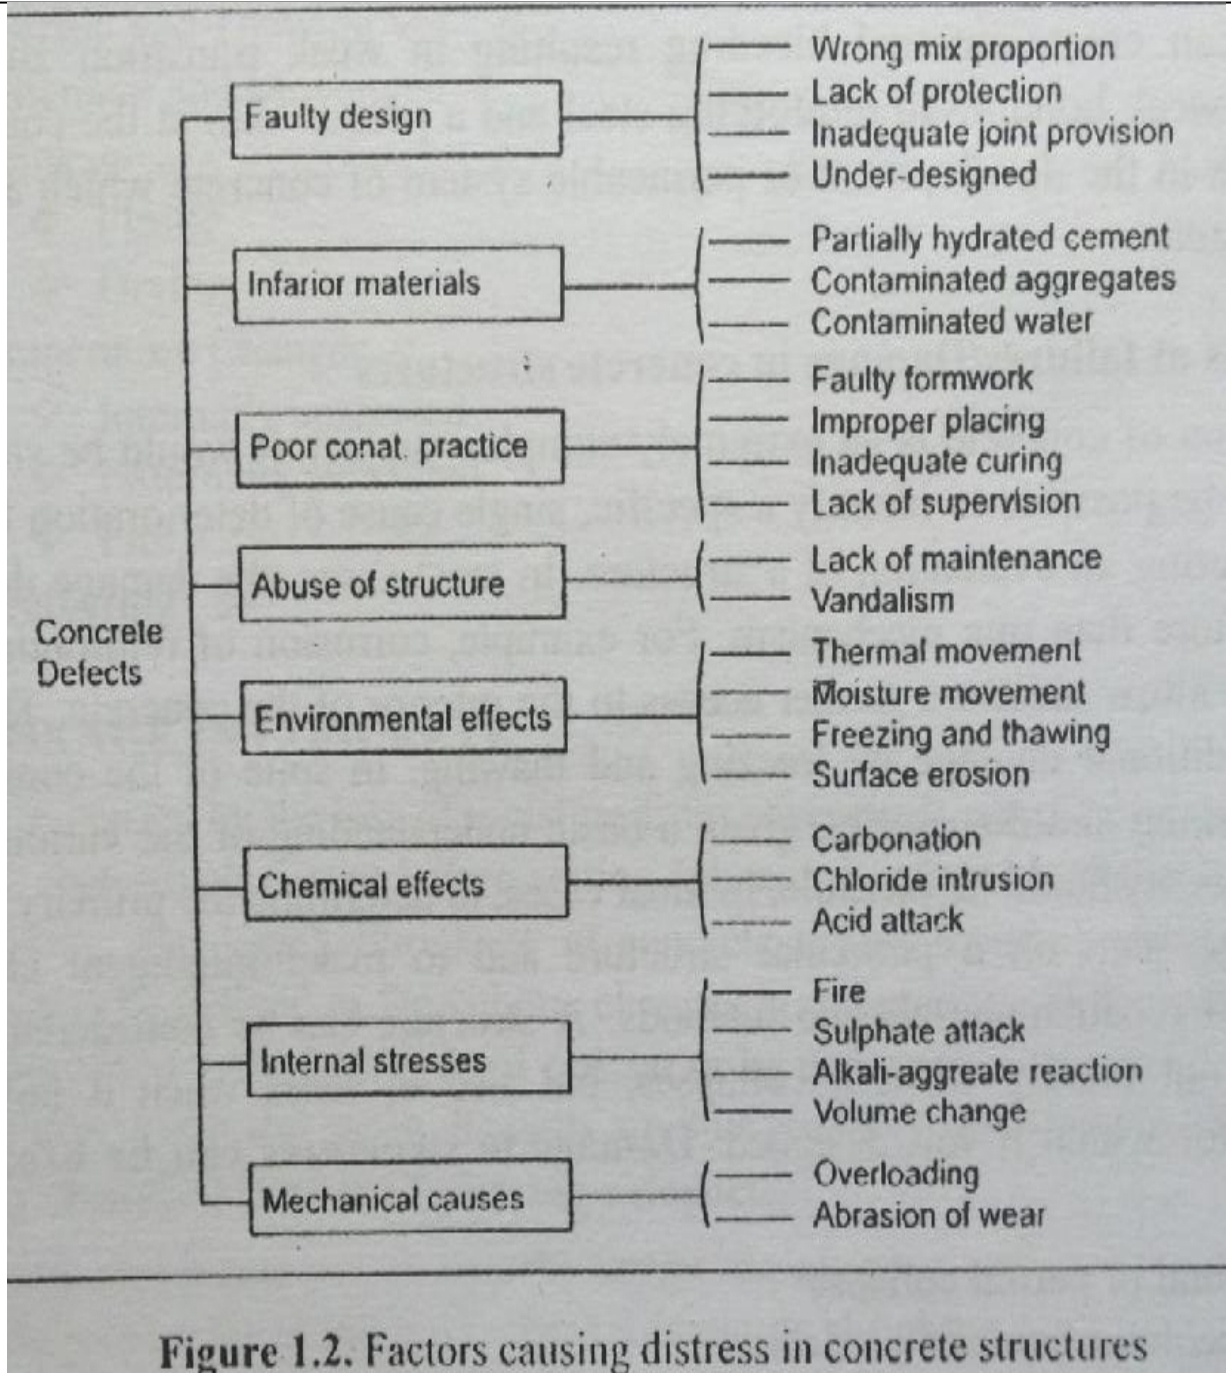 Wrong mix proportion
Faulty design
Lack of protection
Inadequate joint provision
Under-designed
Partially hydrated cement
Infarior materials
Contaminated aggregates
Contaminated water
Faulty formwork
Poor conat. practice
Improper placing
Inadequate curing
Lack of supervision
Abuse of structure
Lack of maintenance
Vandalism
Concrete
Defects
Environmental effects
Thermal movement
Moisture movement
Freezing and thawing
Surface erosion
Chemical effects
Carbonation
Chloride intrusion
Acid attack
Internal stresses
Fire
Sulphate attack
Alkali-aggreate reaction
Volume change
Mechanical causes
Overloading
Abrasion of wear
Figure 1.2. Factors causing distress in concrete structures